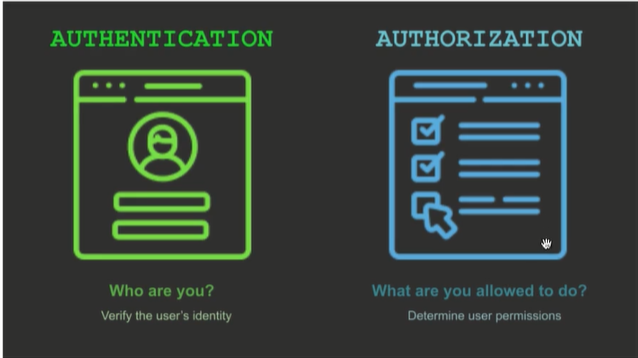 AUTHENTICATION
Who are you?
Verify the user's identity
AUTHORIZATION
What are you allowed to do?
Determine user permissions